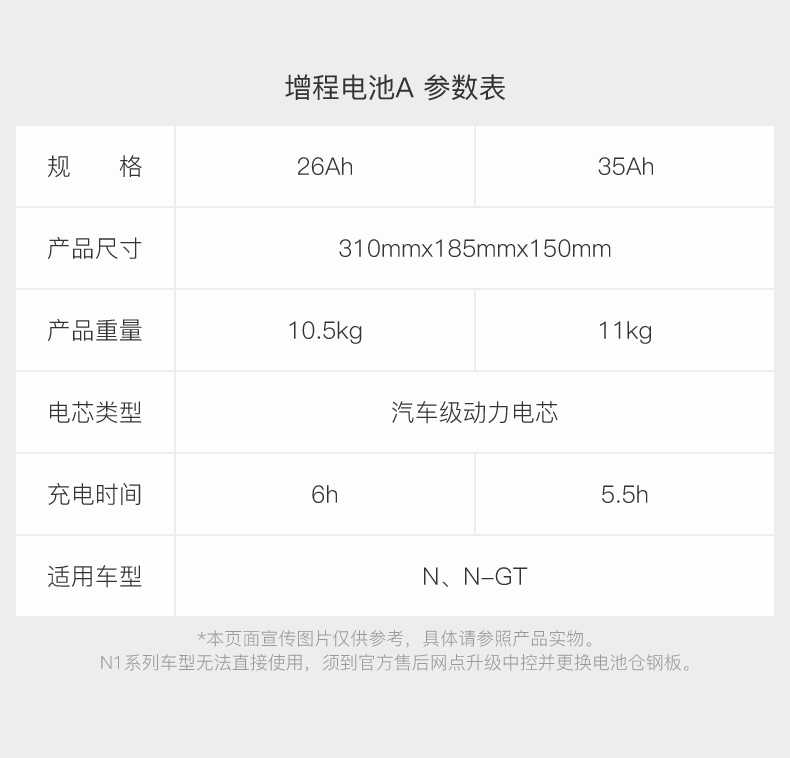 增程电池A 参数表
规 格 26Ah 35Ah
产品尺寸 310mmx185mmx150mm
产品重量 10.5kg 11kg
电芯类型 汽车级动力电芯
充电时间 6h 5.5h
适用车型 N、N-GT
*本页面宣传图片仅供参考，具体请参照产品实物。
N1系列车型无法直接使用，须到官方售后网点升级中控并更换电池仓钢板。